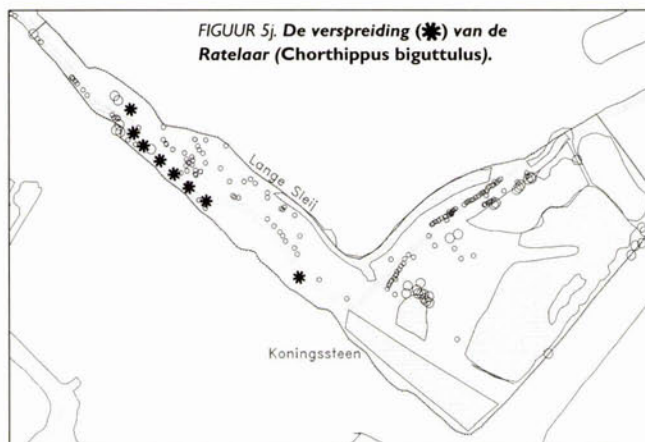 FIGUUR 5j. De verspreiding (✱) van de
Ratelaar (Chorthippus biguttulus).
Lange Sleij
Koningssteen